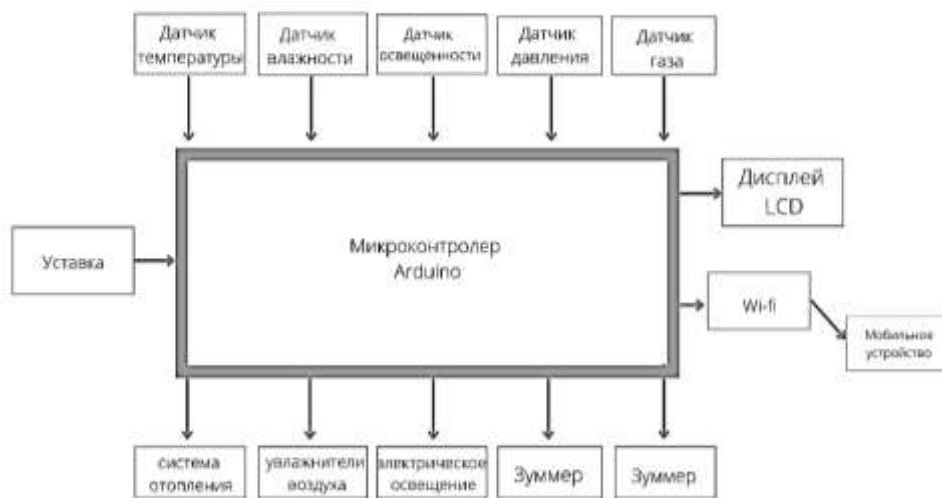 Датчик
температуры
Датчик
влажности
Датчик
освещенности
Датчик
давления
Датчик
газа
Дисплей
LCD
Микроконтролер
Arduino
Уставка
Wi-fi
Мобильное
устройство
система
отопления
увлажнители
воздуха
электрическое
освещение
Зуммер
Зуммер